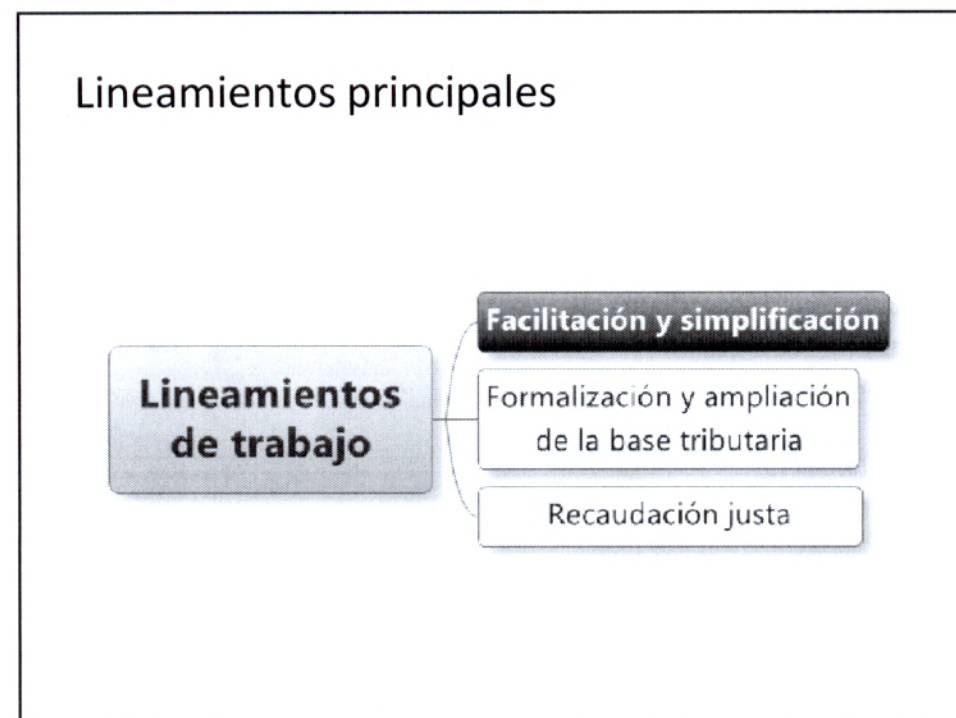 Lineamientos principales
Facilitación y simplificación
Lineamientos
de trabajo
Formalización y ampliación
de la base tributaria
Recaudación justa